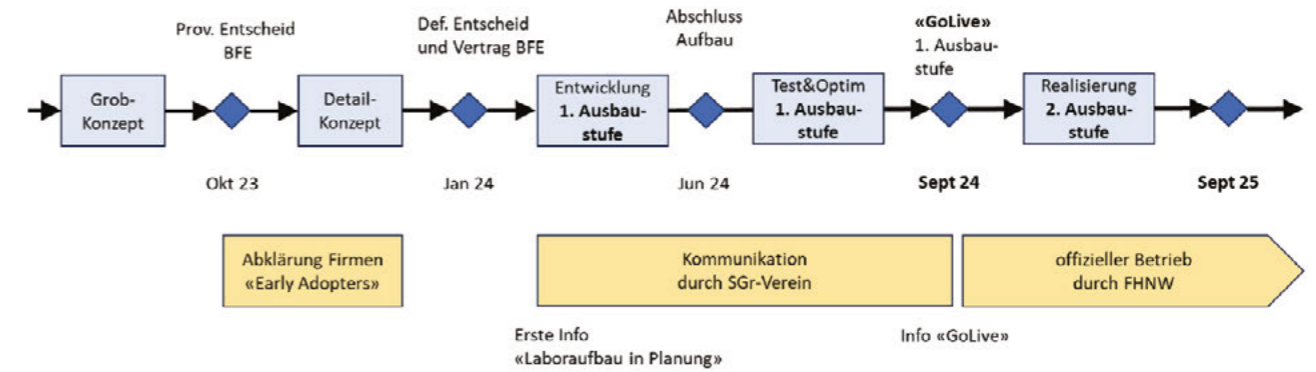 Prov. Entscheid
BFE
Def. Entscheid
und Vertrag BFE
Abschluss
Aufbau
«GoLive»
1. Ausbau-
stufe
Grob-
Konzept
Detail-
Konzept
Entwicklung
1. Ausbau-
stufe
Test&Optim
1. Ausbau-
stufe
Realisierung
2. Ausbau-
stufe
Okt 23
Jan 24
Jun 24
Sept 24
Sept 25
Abklärung Firmen
«Early Adopters»
Kommunikation
durch SGr-Verein
offizieller Betrieb
durch FHNW
Erste Info
«Laboraufbau in Planung»
Info «GoLive»